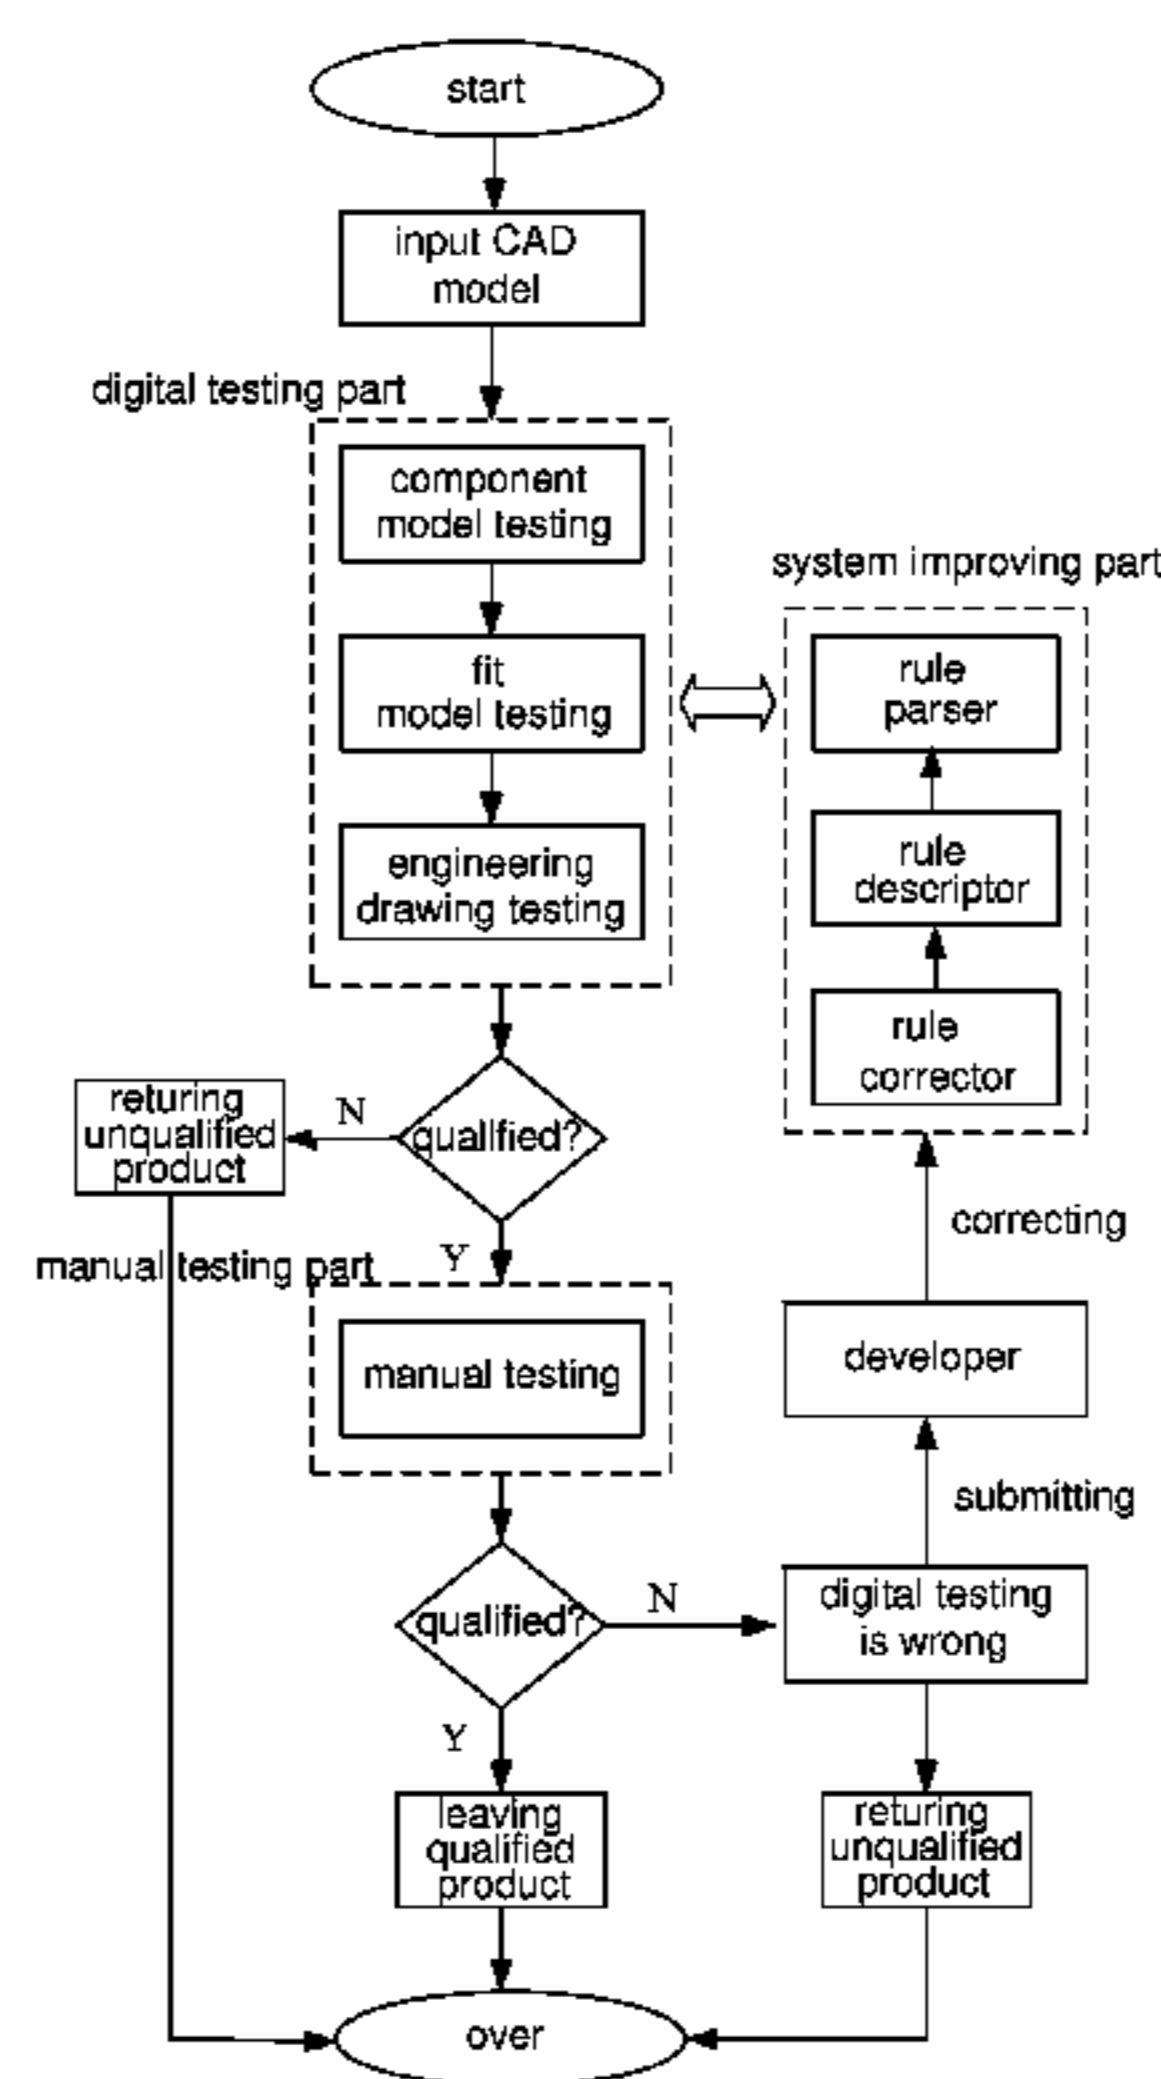 start
input CAD
model
digital testing part
component
model testing
fit
model testing
engineering
drawing testing
system improving part
rule
parser
rule
descriptor
rule
corrector
returing
unqualified
product
N
qualified?
Y
correcting
manual testing part
manual testing
developer
submitting
qualified?
N
digital testing
is wrong
Y
leaving
qualified
product
returing
unqualified
product
over